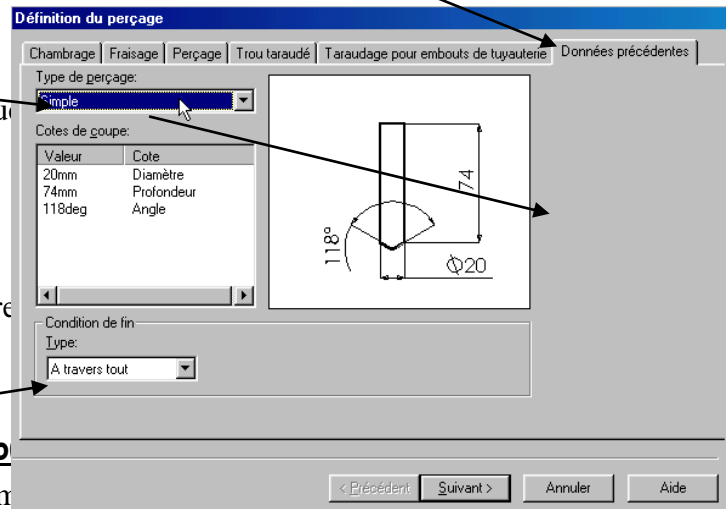 Définition du perçage
Chambrage Fraisage Perçage Trou taraudé Taraudage pour embouts de tuyauterie Données précédentes
Type de perçage:
Simple
Cotes de coupe:
Valeur Cote
20mm Diamètre
74mm Profondeur
118deg Angle
74
118°
Φ20
Condition de fin
Type:
A travers tout
< Précédent Suivant > Annuler Aide